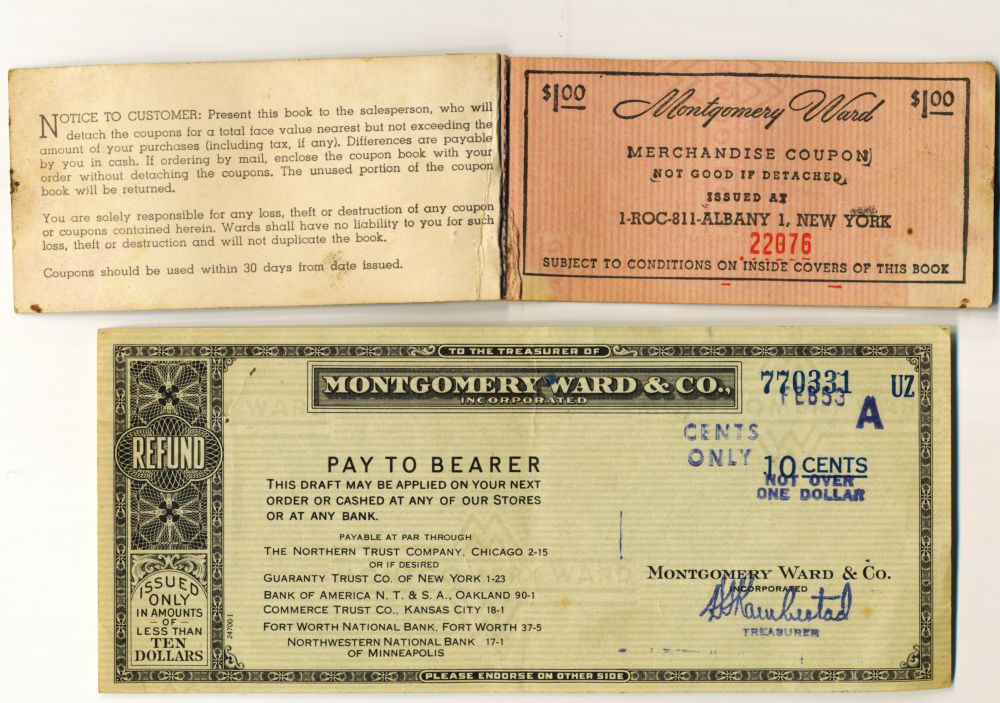 NOTICE TO CUSTOMER: Present this book to the salesperson, who will
detach the coupons for a total face value nearest but not exceeding the
amount of your purchases (including tax, if any). Differences are payable
by you in cash. If ordering by mail, enclose the coupon book with your
order without detaching the coupons. The unused portion of the coupon
book will be returned.
You are solely responsible for any loss, theft or destruction of any coupon
or coupons contained herein. Wards shall have no liability to you for such
loss, theft or destruction and will not duplicate the book.
Coupons should be used within 30 days from date issued.
$1.00 Montgomery Ward $1.00
MERCHANDISE COUPON
NOT GOOD IF DETACHED
ISSUED AT
1-ROC-811-ALBANY 1, NEW YORK
22076
SUBJECT TO CONDITIONS ON INSIDE COVERS OF THIS BOOK
TO THE TREASURER OF
MONTGOMERY WARD & CO.,
INCORPORATED
770331 UZ
FEB53
A
CENTS
ONLY
10 CENTS
NOT OVER
ONE DOLLAR
REFUND
PAY TO BEARER
THIS DRAFT MAY BE APPLIED ON YOUR NEXT
ORDER OR CASHED AT ANY OF OUR STORES
OR AT ANY BANK.
PAYABLE AT PAR THROUGH
THE NORTHERN TRUST COMPANY, CHICAGO 2-15
OR IF DESIRED
GUARANTY TRUST CO. OF NEW YORK 1-23
BANK OF AMERICA N. T. & S. A., OAKLAND 90-1
COMMERCE TRUST CO., KANSAS CITY 18-1
FORT WORTH NATIONAL BANK, FORT WORTH 37-5
NORTHWESTERN NATIONAL BANK 17-1
OF MINNEAPOLIS
ISSUED
ONLY
IN AMOUNTS
OF
LESS THAN
TEN
DOLLARS
24700-1
MONTGOMERY WARD & CO.
INCORPORATED
TREASURER
PLEASE ENDORSE ON OTHER SIDE